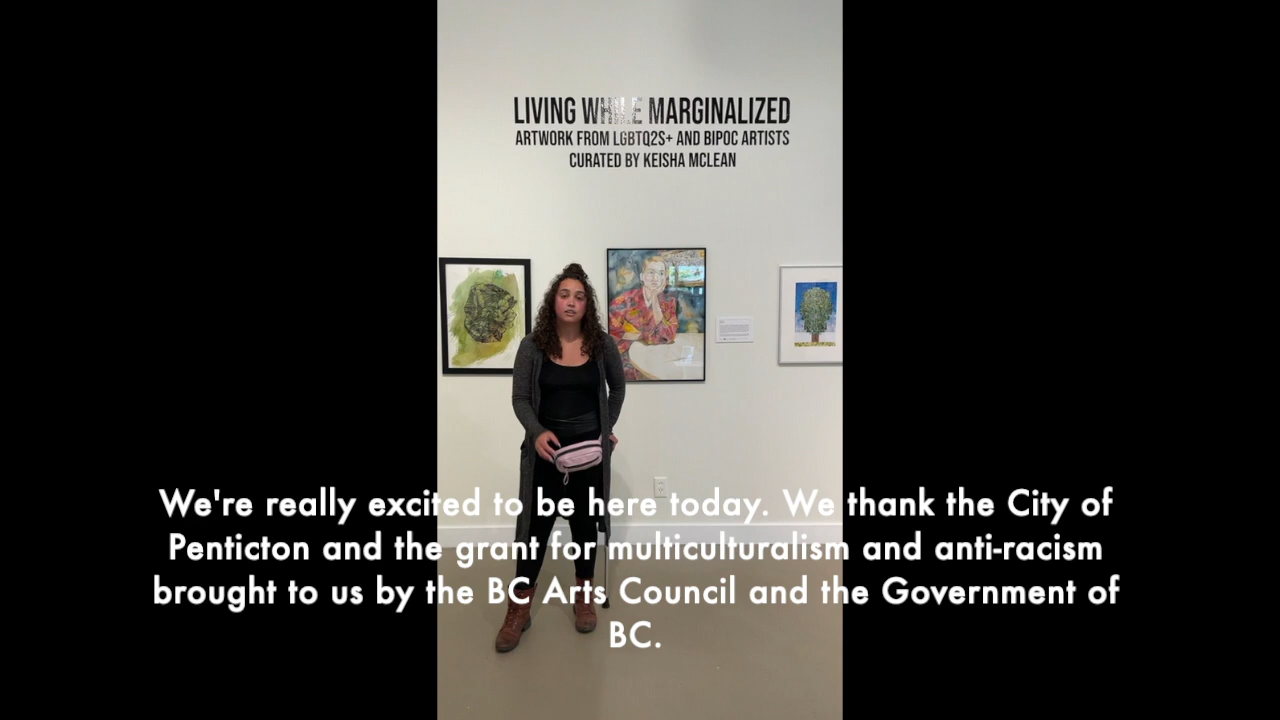 LIVING WHILE MARGINALIZED
ARTWORK FROM LGBTQ2S+ AND BIPOC ARTISTS
CURATED BY KEISHA MCLEAN
We're really excited to be here today. We thank the City of
Penticton and the grant for multiculturalism and anti-racism
brought to us by the BC Arts Council and the Government of
BC.